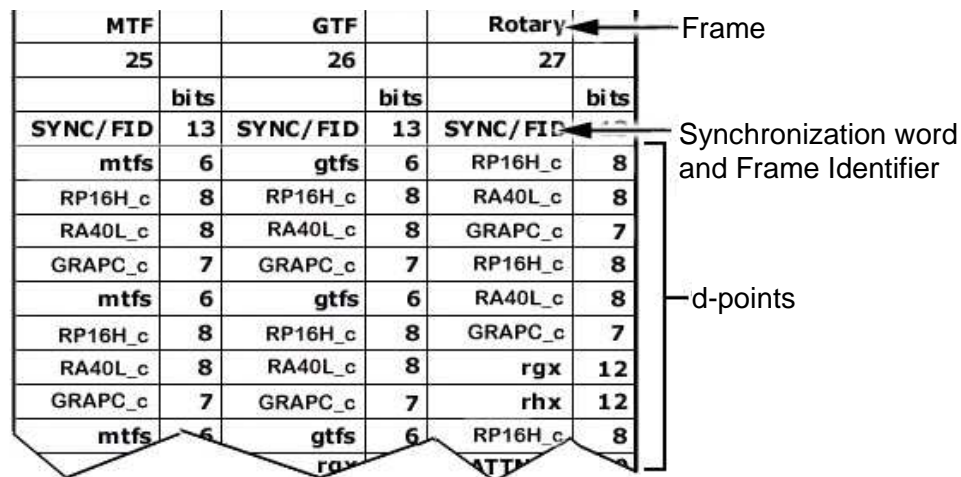 MTF GTF Rotary Frame
25 26 27
bits bits bits
SYNC/FID 13 SYNC/FID 13 SYNC/FID Synchronization word
and Frame Identifier
mtfs 6 gtfs 6 RP16H_c 8
RP16H_c 8 RP16H_c 8 RA40L_c 8
RA40L_c 8 RA40L_c 8 GRAPC_c 7
GRAPC_c 7 GRAPC_c 7 RP16H_c 8
mtfs 6 gtfs 6 RA40L_c 8 d-points
RP16H_c 8 RP16H_c 8 GRAPC_c 7
RA40L_c 8 RA40L_c 8 rgx 12
GRAPC_c 7 GRAPC_c 7 rhx 12
mtfs 6 gtfs 6 RP16H_c 8
rgx